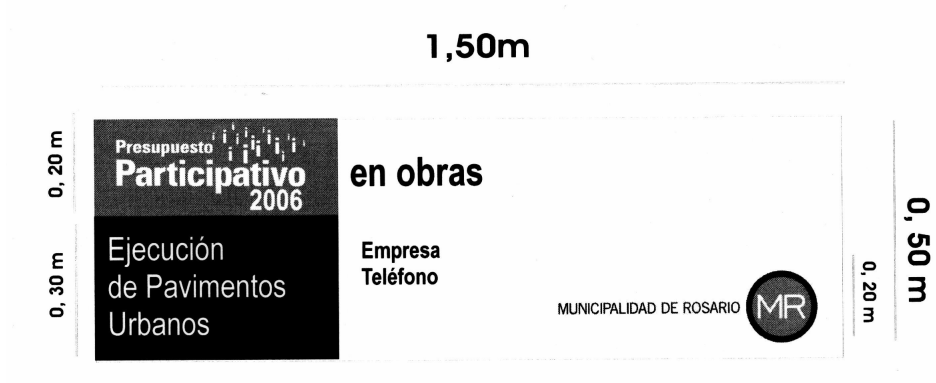 1,50m
0, 20 m
Presupuesto
Participativo
2006
en obras
0, 30 m
Ejecución
de Pavimentos
Urbanos
Empresa
Teléfono
MUNICIPALIDAD DE ROSARIO
MR
0, 20 m
0, 50 m